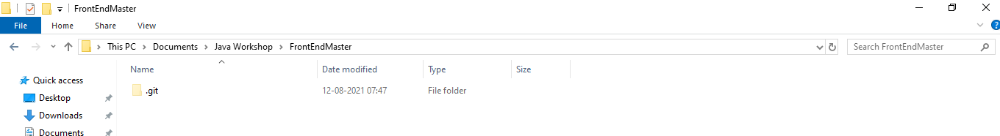 FrontEndMaster
File Home Share View
This PC Documents Java Workshop FrontEndMaster Search FrontEndMaster
Name Date modified Type Size
Quick access
.git 12-08-2021 07:47 File folder
Desktop
Downloads
Documents